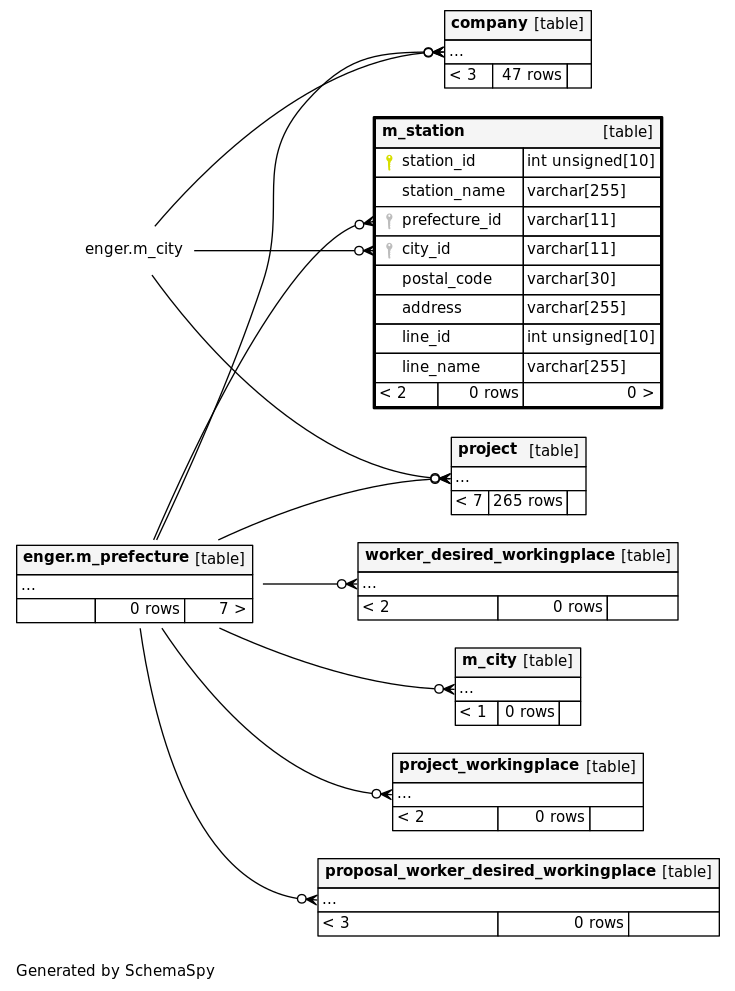 company [table]
...
< 3 47 rows
m_station [table]
station_id int unsigned[10]
station_name varchar[255]
prefecture_id varchar[11]
city_id varchar[11]
postal_code varchar[30]
address varchar[255]
line_id int unsigned[10]
line_name varchar[255]
< 2 0 rows 0 >
enger.m_city
project [table]
...
< 7 265 rows
enger.m_prefecture [table]
...
0 rows 7 >
worker_desired_workingplace [table]
...
< 2 0 rows
m_city [table]
...
< 1 0 rows
project_workingplace [table]
...
< 2 0 rows
proposal_worker_desired_workingplace [table]
...
< 3 0 rows
Generated by SchemaSpy